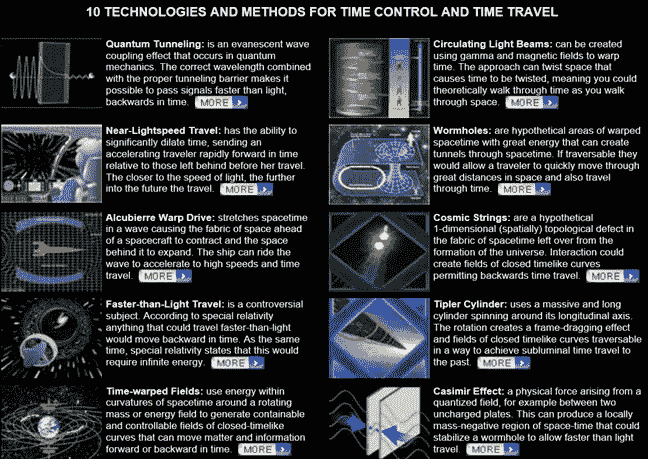 10 TECHNOLOGIES AND METHODS FOR TIME CONTROL AND TIME TRAVEL
Quantum Tunneling: is an evanescent wave
coupling effect that occurs in quantum
mechanics. The correct wavelength combined
with the proper tunneling barrier makes it
possible to pass signals faster than light,
backwards in time. MORE
Near-Lightspeed Travel: has the ability to
significantly dilate time, sending an
accelerating traveler rapidly forward in time
relative to those left behind before her travel.
The closer to the speed of light, the further
into the future the travel. MORE
Alcubierre Warp Drive: stretches spacetime
in a wave causing the fabric of space ahead
of a spacecraft to contract and the space
behind it to expand. The ship can ride the
wave to accelerate to high speeds and time
travel. MORE
Faster-than-Light Travel: is a controversial
subject. According to special relativity
anything that could travel faster-than-light
would move backward in time. As the same
time, special relativity states that this would
require infinite energy. MORE
Time-warped Fields: use energy within
curvatures of spacetime around a rotating
mass or energy field to generate containable
and controllable fields of closed-timelike
curves that can move matter and information
forward or backward in time. MORE
Circulating Light Beams: can be created
using gamma and magnetic fields to warp
time. The approach can twist space that
causes time to be twisted, meaning you could
theoretically walk through time as you walk
through space. MORE
Wormholes: are hypothetical areas of warped
spacetime with great energy that can create
tunnels through spacetime. If traversable they
would allow a traveler to quickly move through
great distances in space and also travel
through time. MORE
Cosmic Strings: are a hypothetical
1-dimensional (spatially) topological defect in
the fabric of spacetime left over from the
formation of the universe. Interaction could
create fields of closed timelike curves
permitting backwards time travel. MORE
Tipler Cylinder: uses a massive and long
cylinder spinning around its longitudinal axis.
The rotation creates a frame-dragging effect
and fields of closed timelike curves traversable
in a way to achieve subluminal time travel to
the past. MORE
Casimir Effect: a physical force arising from a
quantized field, for example between two
uncharged plates. This can produce a locally
mass-negative region of space-time that could
stabilize a wormhole to allow faster than light
travel. MORE